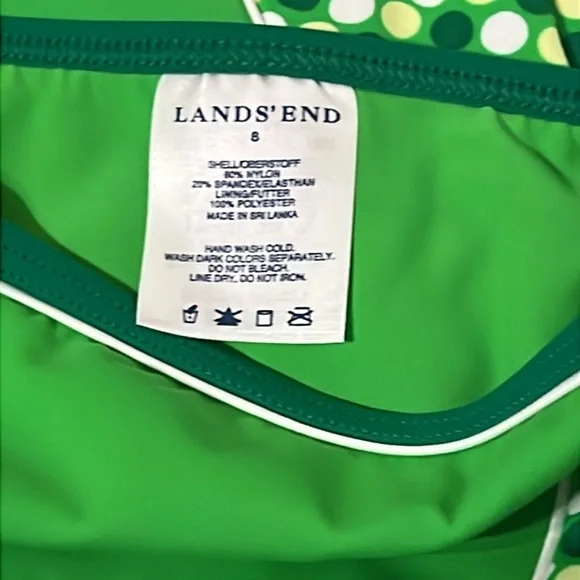 LANDS' END
8
SHELL/OBERSTOFF
80% NYLON
20% SPANDEX/ELASTHAN
LINING/FUTTER
100% POLYESTER
MADE IN SRI LANKA
HAND WASH COLD.
WASH DARK COLORS SEPARATELY.
DO NOT BLEACH.
LINE DRY. DO NOT IRON.